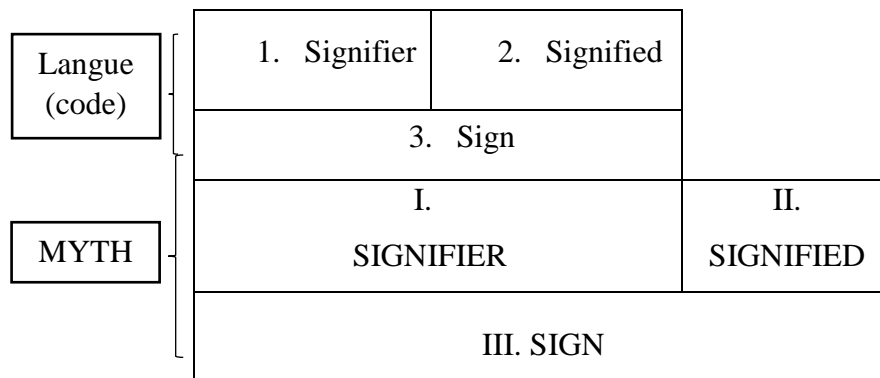 Langue
(code)
1. Signifier
2. Signified
3. Sign
MYTH
I.
SIGNIFIER
II.
SIGNIFIED
III. SIGN